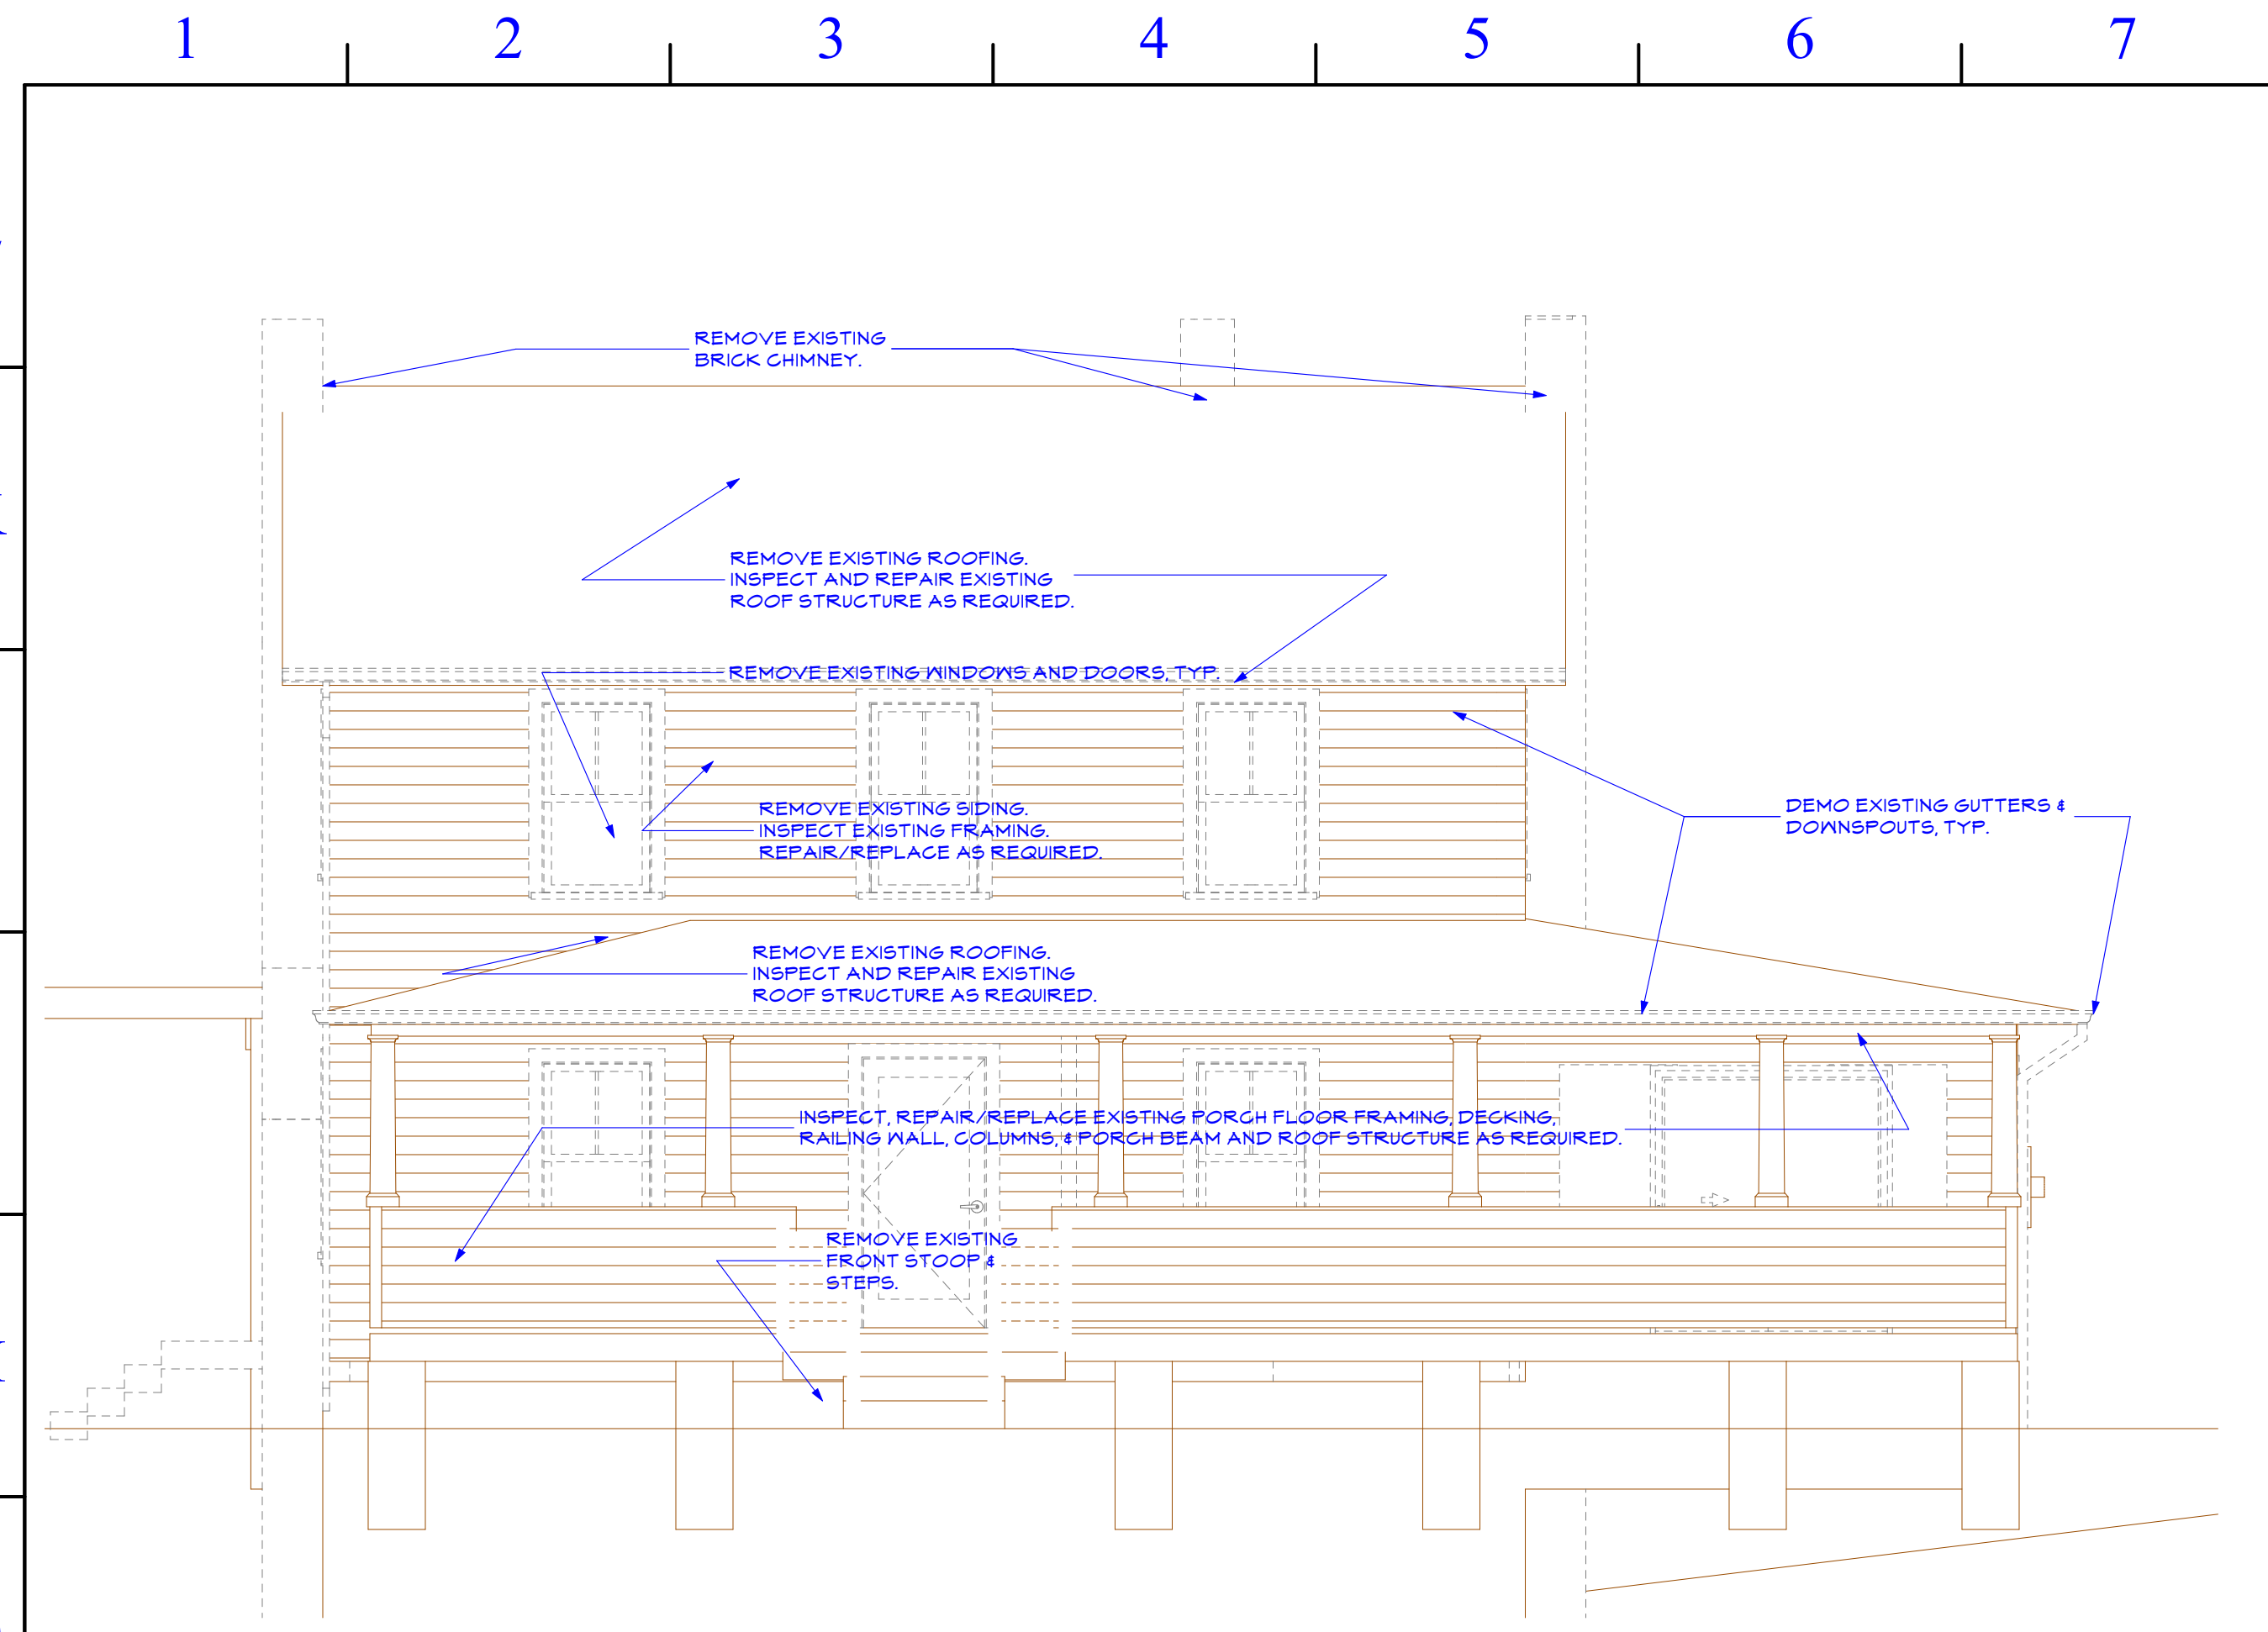 1 2 3 4 5 6 7
REMOVE EXISTING
BRICK CHIMNEY.
REMOVE EXISTING ROOFING.
INSPECT AND REPAIR EXISTING
ROOF STRUCTURE AS REQUIRED.
REMOVE EXISTING WINDOWS AND DOORS, TYP.
REMOVE EXISTING SIDING.
INSPECT EXISTING FRAMING.
REPAIR/REPLACE AS REQUIRED.
DEMO EXISTING GUTTERS &
DOWNSPOUTS, TYP.
REMOVE EXISTING ROOFING.
INSPECT AND REPAIR EXISTING
ROOF STRUCTURE AS REQUIRED.
INSPECT, REPAIR/REPLACE EXISTING PORCH FLOOR FRAMING, DECKING,
RAILING WALL, COLUMNS, & PORCH BEAM AND ROOF STRUCTURE AS REQUIRED.
REMOVE EXISTING
FRONT STOOP &
STEPS.